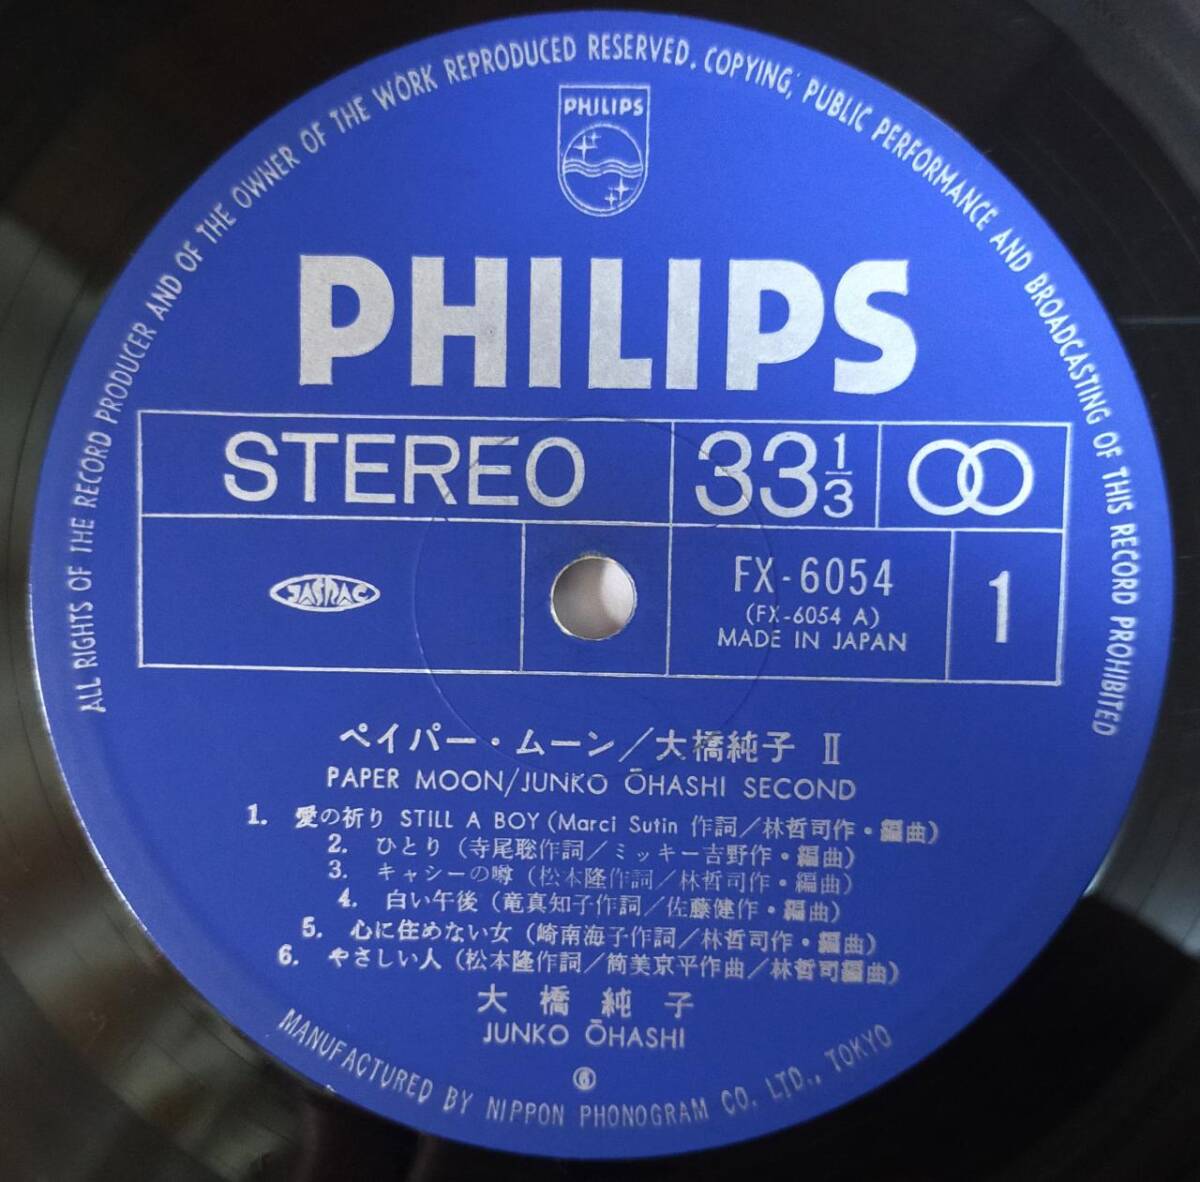 ALL RIGHTS OF THE RECORD PRODUCER AND OF THE OWNER OF THE WORK REPRODUCED RESERVED. COPYING, PUBLIC PERFORMANCE AND BROADCASTING OF THIS RECORD PROHIBITED
PHILIPS
PHILIPS
STEREO 33 1/3
JASRAC
FX-6054
(FX-6054 A)
MADE IN JAPAN
1
ペイパー・ムーン/大橋純子 II
PAPER MOON/JUNKO ŌHASHI SECOND
1. 愛の祈り STILL A BOY (Marci Sutin 作詞/林哲司作・編曲)
2. ひとり (寺尾聡作詞/ミッキー吉野作・編曲)
3. キャシーの噂 (松本隆作詞/林哲司作・編曲)
4. 白い午後 (竜真知子作詞/佐藤健作・編曲)
5. 心に住めない女 (崎南海子作詞/林哲司作・編曲)
6. やさしい人 (松本隆作詞/筒美京平作曲/林哲司編曲)
大橋純子
JUNKO ŌHASHI
⑥
MANUFACTURED BY NIPPON PHONOGRAM CO. LTD., TOKYO